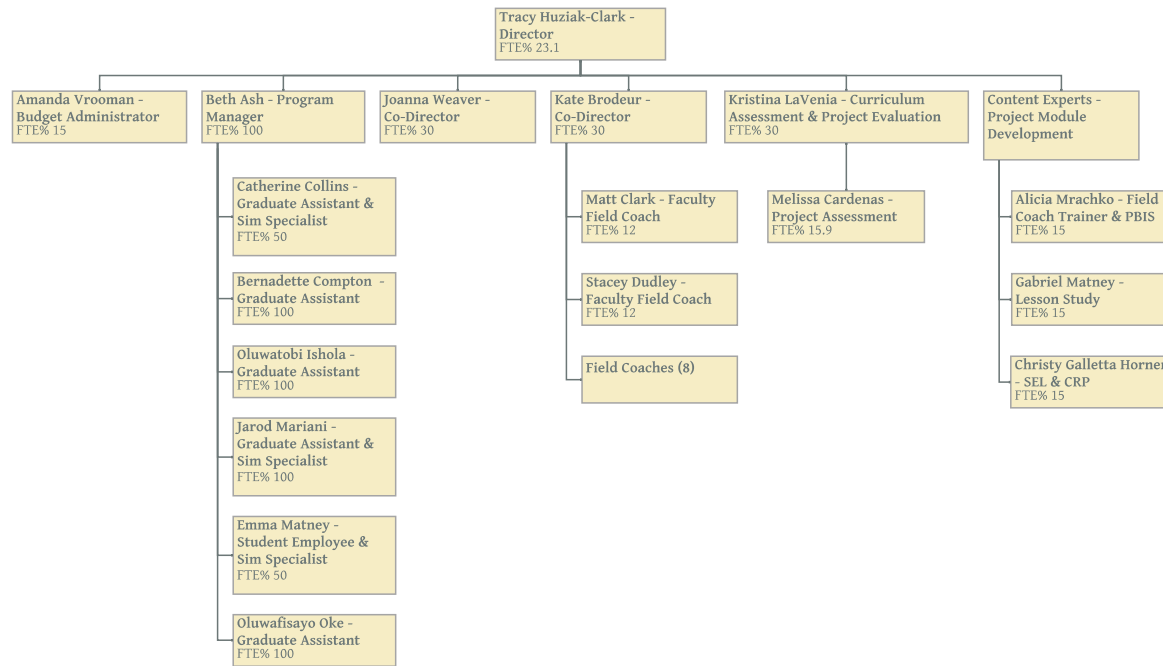 Tracy Huziak-Clark -
Director
FTE% 23.1
Amanda Vrooman -
Budget Administrator
FTE% 15
Beth Ash - Program
Manager
FTE% 100
Joanna Weaver -
Co-Director
FTE% 30
Kate Brodeur -
Co-Director
FTE% 30
Kristina LaVenia - Curriculum
Assessment & Project Evaluation
FTE% 30
Content Experts -
Project Module
Development
Catherine Collins -
Graduate Assistant &
Sim Specialist
FTE% 50
Bernadette Compton -
Graduate Assistant
FTE% 100
Oluwatobi Ishola -
Graduate Assistant
FTE% 100
Jarod Mariani -
Graduate Assistant &
Sim Specialist
FTE% 100
Emma Matney -
Student Employee &
Sim Specialist
FTE% 50
Oluwafisayo Oke -
Graduate Assistant
FTE% 100
Matt Clark - Faculty
Field Coach
FTE% 12
Stacey Dudley -
Faculty Field Coach
FTE% 12
Field Coaches (8)
Melissa Cardenas -
Project Assessment
FTE% 15.9
Alicia Mrachko - Field
Coach Trainer & PBIS
FTE% 15
Gabriel Matney -
Lesson Study
FTE% 15
Christy Galletta Horner
- SEL & CRP
FTE% 15